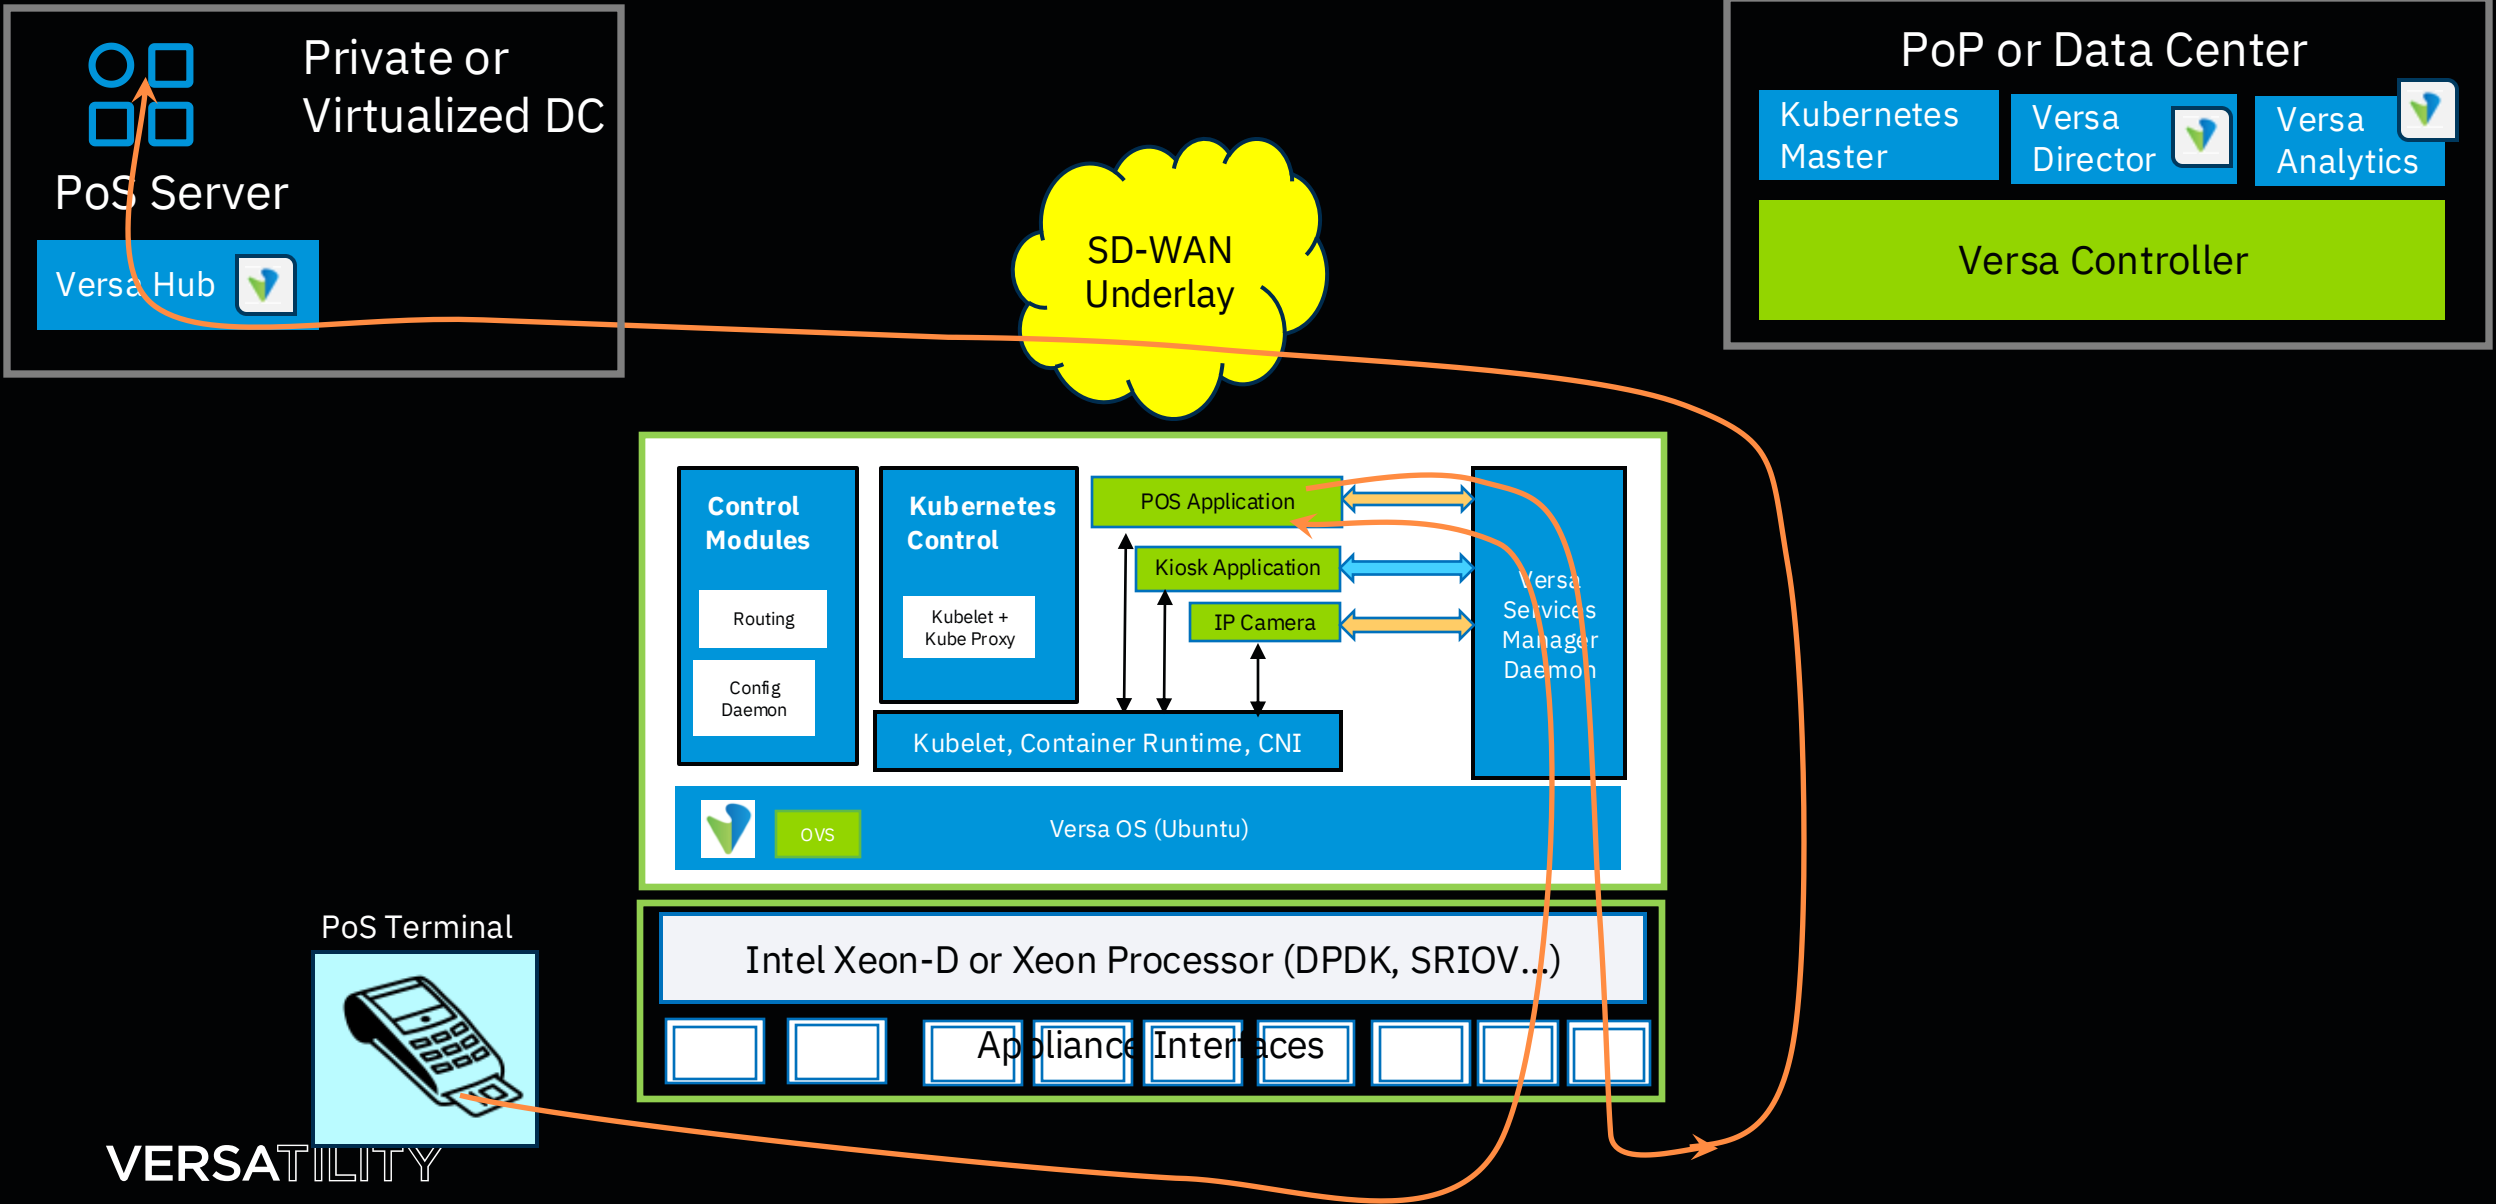 Private or
Virtualized DC
PoS Server
Versa Hub
SD-WAN
Underlay
PoP or Data Center
Kubernetes
Master
Versa
Director
Versa
Analytics
Versa Controller
Control
Modules
Routing
Config
Daemon
Kubernetes
Control
Kubelet +
Kube Proxy
POS Application
Kiosk Application
IP Camera
Versa
Services
Manager
Daemon
Kubelet, Container Runtime, CNI
OVS
Versa OS (Ubuntu)
Intel Xeon-D or Xeon Processor (DPDK, SRIOV...)
Appliance Interfaces
PoS Terminal
VERSATILITY